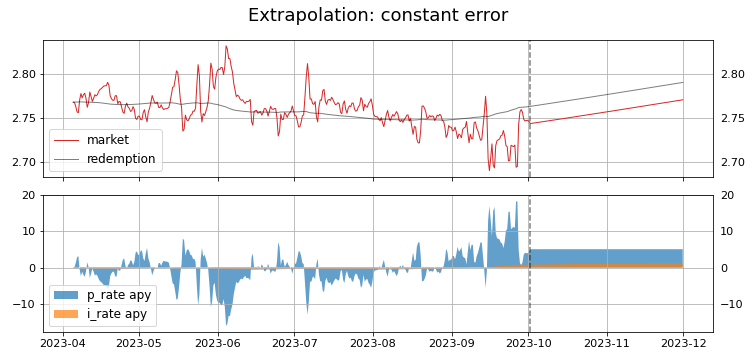 Extrapolation: constant error
2.80 2.80
2.75 2.75
2.70 2.70
market
redemption
20 20
10 10
0 0
−10 −10
p_rate apy
i_rate apy
2023-04 2023-05 2023-06 2023-07 2023-08 2023-09 2023-10 2023-11 2023-12